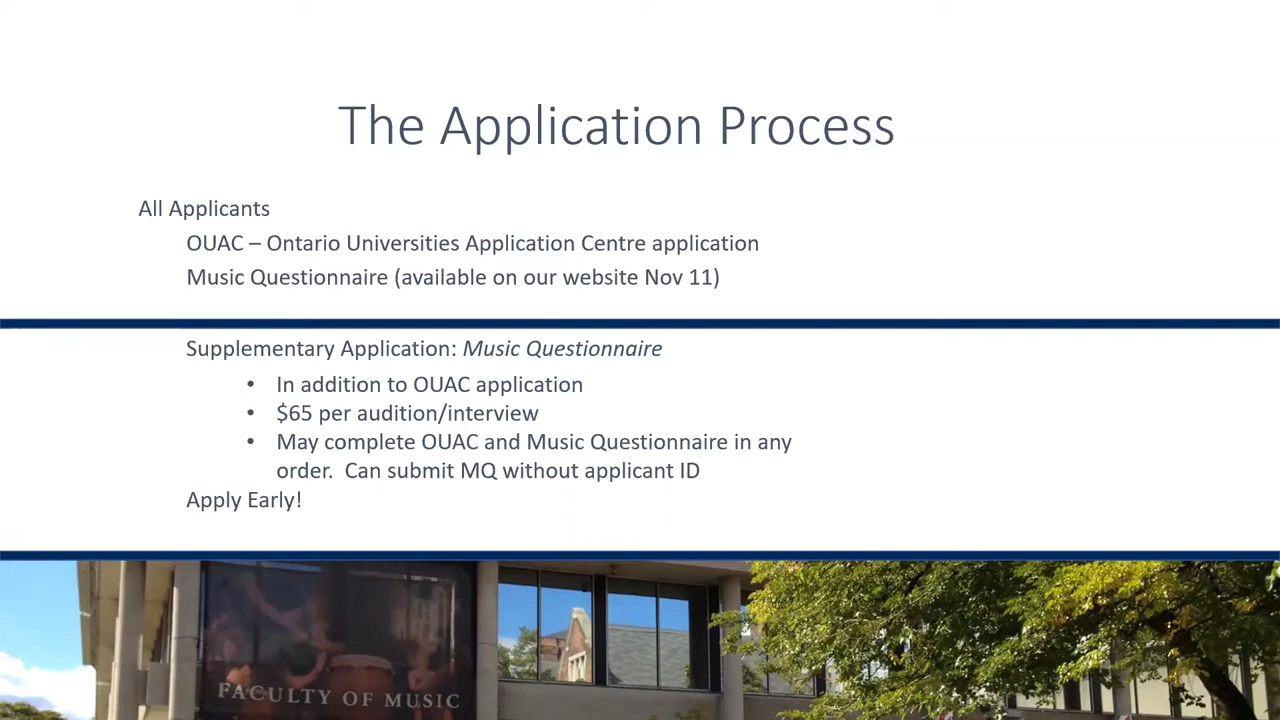 The Application Process
All Applicants
OUAC – Ontario Universities Application Centre application
Music Questionnaire (available on our website Nov 11)
Supplementary Application: Music Questionnaire
• In addition to OUAC application
• $65 per audition/interview
• May complete OUAC and Music Questionnaire in any
order.  Can submit MQ without applicant ID
Apply Early!
FACULTY OF MUSIC